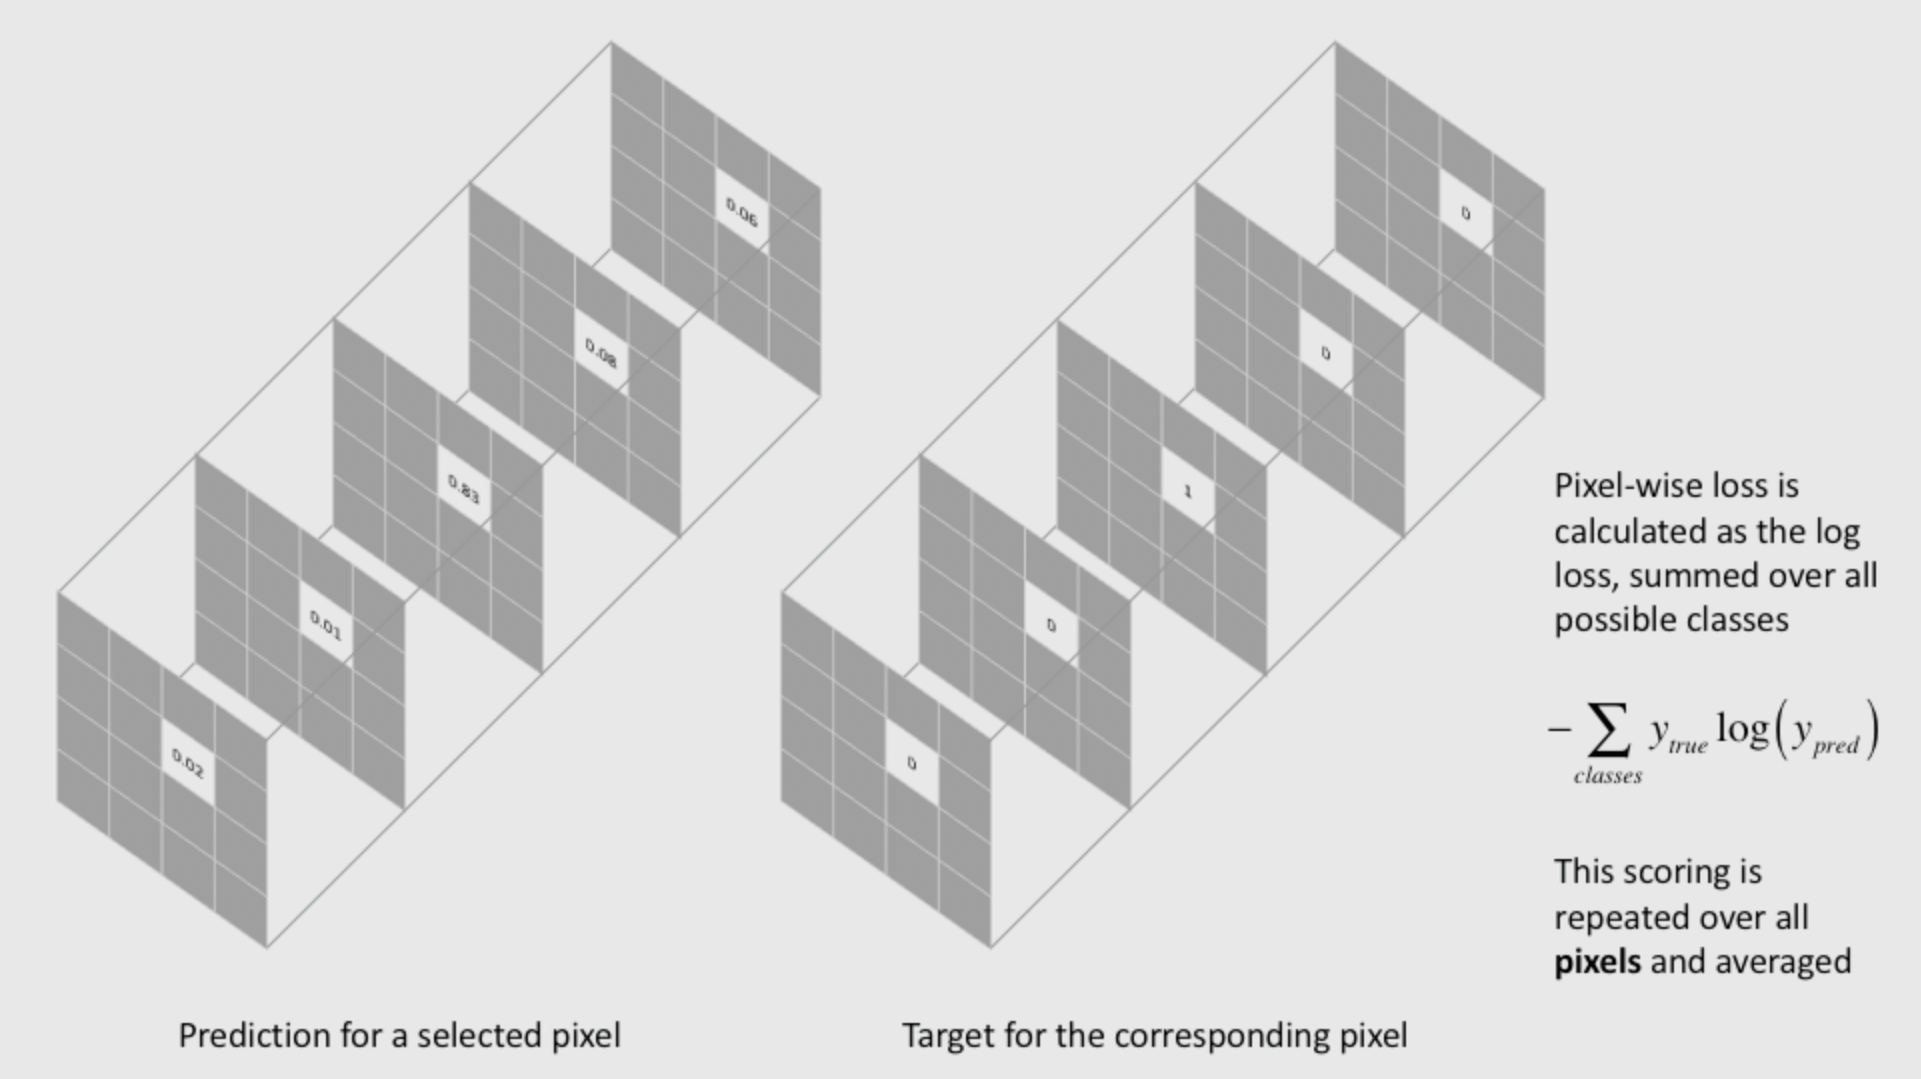 0.06
0.08
0.83
0.01
0.02
Prediction for a selected pixel
0
0
1
0
0
Target for the corresponding pixel
Pixel-wise loss is
calculated as the log
loss, summed over all
possible classes
− ∑ y_true log(y_pred)
classes
This scoring is
repeated over all
pixels and averaged